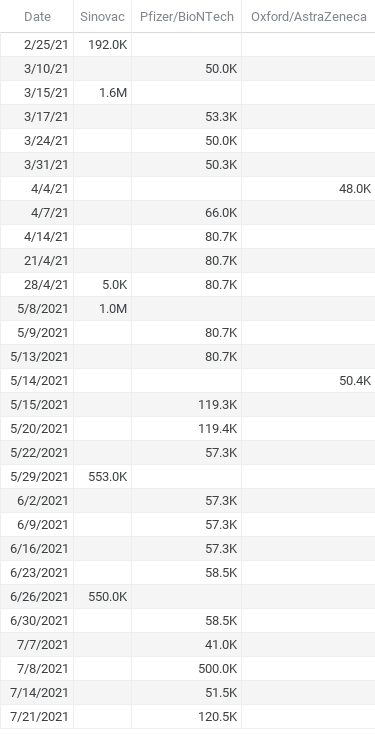 Date Sinovac Pfizer/BioNTech Oxford/AstraZeneca
2/25/21 192.0K
3/10/21 50.0K
3/15/21 1.6M
3/17/21 53.3K
3/24/21 50.0K
3/31/21 50.3K
4/4/21 48.0K
4/7/21 66.0K
4/14/21 80.7K
21/4/21 80.7K
28/4/21 5.0K 80.7K
5/8/2021 1.0M
5/9/2021 80.7K
5/13/2021 80.7K
5/14/2021 50.4K
5/15/2021 119.3K
5/20/2021 119.4K
5/22/2021 57.3K
5/29/2021 553.0K
6/2/2021 57.3K
6/9/2021 57.3K
6/16/2021 57.3K
6/23/2021 58.5K
6/26/2021 550.0K
6/30/2021 58.5K
7/7/2021 41.0K
7/8/2021 500.0K
7/14/2021 51.5K
7/21/2021 120.5K